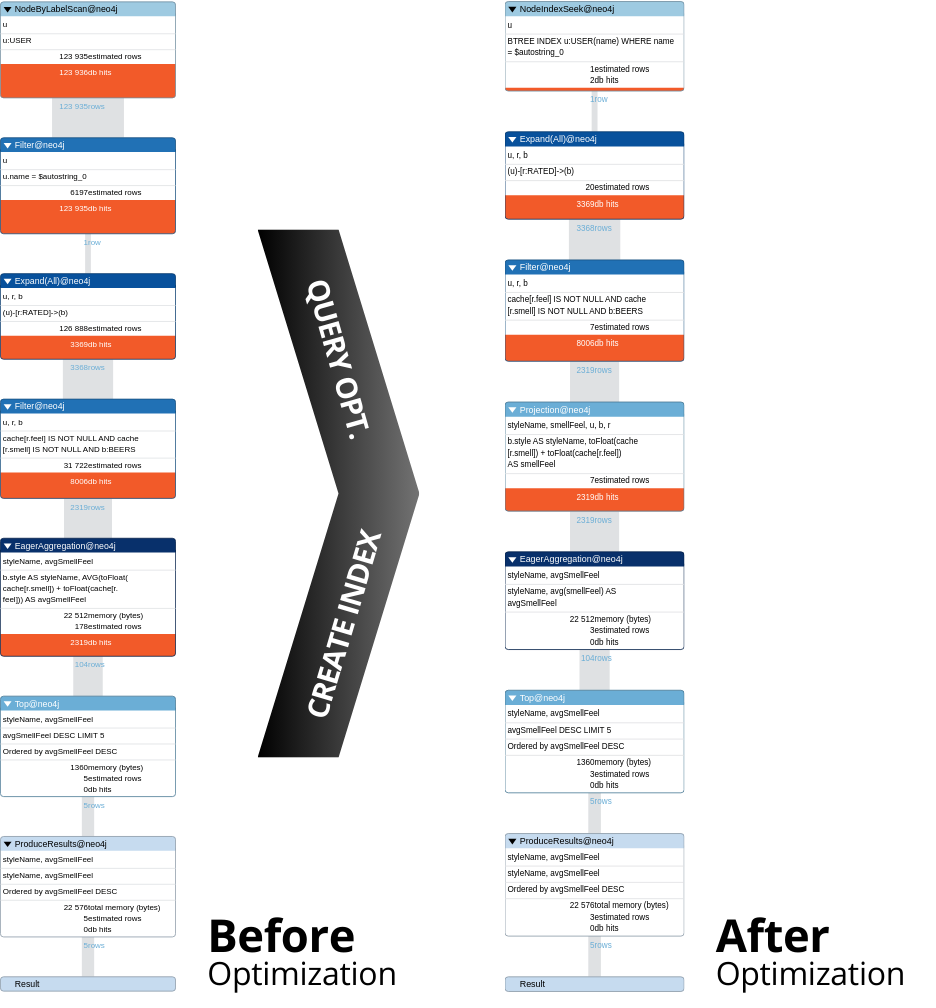 NodeByLabelScan@neo4j
u
u:USER
123 935estimated rows
123 936db hits
123 935rows
Filter@neo4j
u
u.name = $autostring_0
6197estimated rows
123 935db hits
1row
Expand(All)@neo4j
u, r, b
(u)-[r:RATED]->(b)
126 888estimated rows
3369db hits
3368rows
Filter@neo4j
u, r, b
cache[r.feel] IS NOT NULL AND cache
[r.smell] IS NOT NULL AND b:BEERS
31 722estimated rows
8006db hits
2319rows
EagerAggregation@neo4j
styleName, avgSmellFeel
b.style AS styleName, AVG(toFloat(
cache[r.smell]) + toFloat(cache[r.
feel])) AS avgSmellFeel
22 512memory (bytes)
178estimated rows
2319db hits
104rows
Top@neo4j
styleName, avgSmellFeel
avgSmellFeel DESC LIMIT 5
Ordered by avgSmellFeel DESC
1360memory (bytes)
5estimated rows
0db hits
5rows
ProduceResults@neo4j
styleName, avgSmellFeel
styleName, avgSmellFeel
Ordered by avgSmellFeel DESC
22 576total memory (bytes)
5estimated rows
0db hits
5rows
Result
Before
Optimization
QUERY OPT.
CREATE INDEX
NodeIndexSeek@neo4j
u
BTREE INDEX u:USER(name) WHERE name
= $autostring_0
1estimated rows
2db hits
1row
Expand(All)@neo4j
u, r, b
(u)-[r:RATED]->(b)
20estimated rows
3369db hits
3368rows
Filter@neo4j
u, r, b
cache[r.feel] IS NOT NULL AND cache
[r.smell] IS NOT NULL AND b:BEERS
7estimated rows
8006db hits
2319rows
Projection@neo4j
styleName, smellFeel, u, b, r
b.style AS styleName, toFloat(cache
[r.smell]) + toFloat(cache[r.feel])
AS smellFeel
7estimated rows
2319db hits
2319rows
EagerAggregation@neo4j
styleName, avgSmellFeel
styleName, avg(smellFeel) AS
avgSmellFeel
22 512memory (bytes)
3estimated rows
0db hits
104rows
Top@neo4j
styleName, avgSmellFeel
avgSmellFeel DESC LIMIT 5
Ordered by avgSmellFeel DESC
1360memory (bytes)
3estimated rows
0db hits
5rows
ProduceResults@neo4j
styleName, avgSmellFeel
styleName, avgSmellFeel
Ordered by avgSmellFeel DESC
22 576total memory (bytes)
3estimated rows
0db hits
5rows
Result
After
Optimization